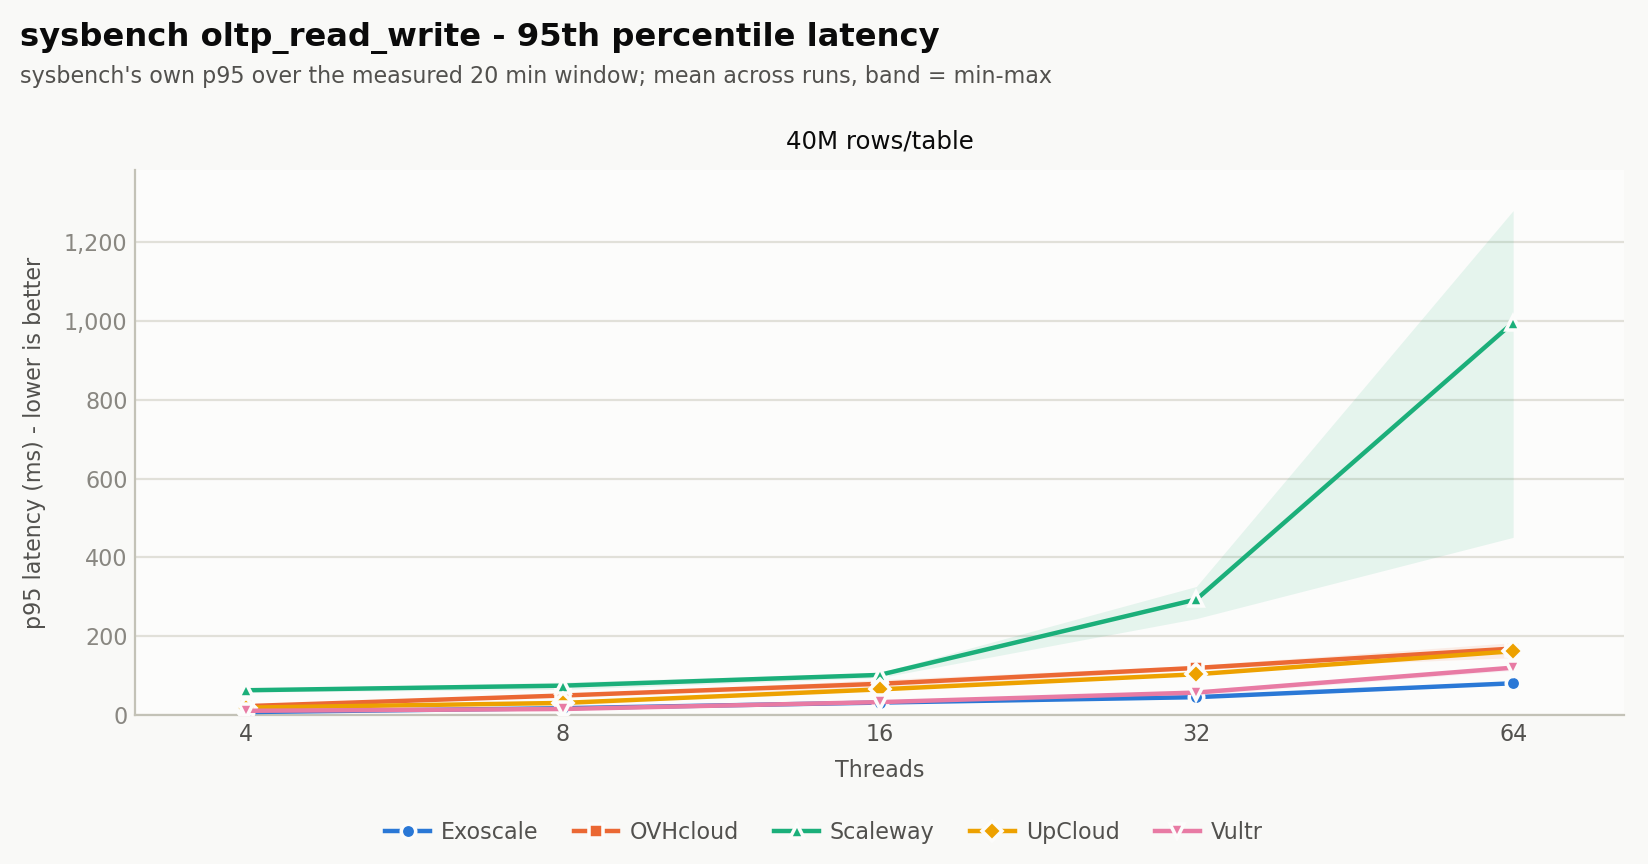 sysbench oltp_read_write - 95th percentile latency
sysbench's own p95 over the measured 20 min window; mean across runs, band = min-max
40M rows/table
p95 latency (ms) - lower is better
1,200
1,000
800
600
400
200
0
4 8 16 32 64
Threads
Exoscale OVHcloud Scaleway UpCloud Vultr